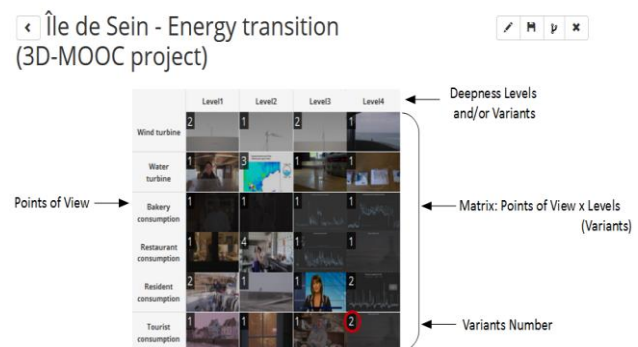 Île de Sein - Energy transition
(3D-MOOC project)
Deepness Levels
and/or Variants
Level1 Level2 Level3 Level4
Wind turbine 2 1 2 1
Water
turbine 1 3 1 1
Points of View
Bakery
consumption 1 1 1 1
Matrix: Points of View x Levels
(Variants)
Restaurant
consumption 1 4 1 1
Resident
consumption 2 1 1 2
Tourist
consumption 1 1 1 2
Variants Number